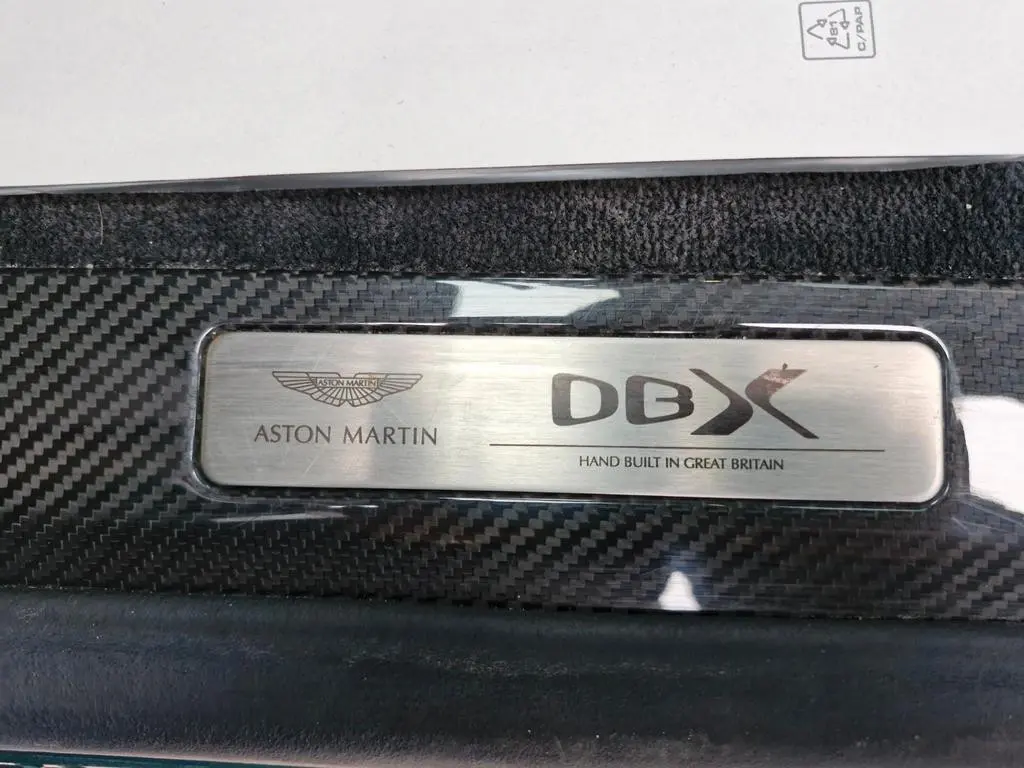 81
C/PAP
ASTON MARTIN
ASTON MARTIN
DBX
HAND BUILT IN GREAT BRITAIN